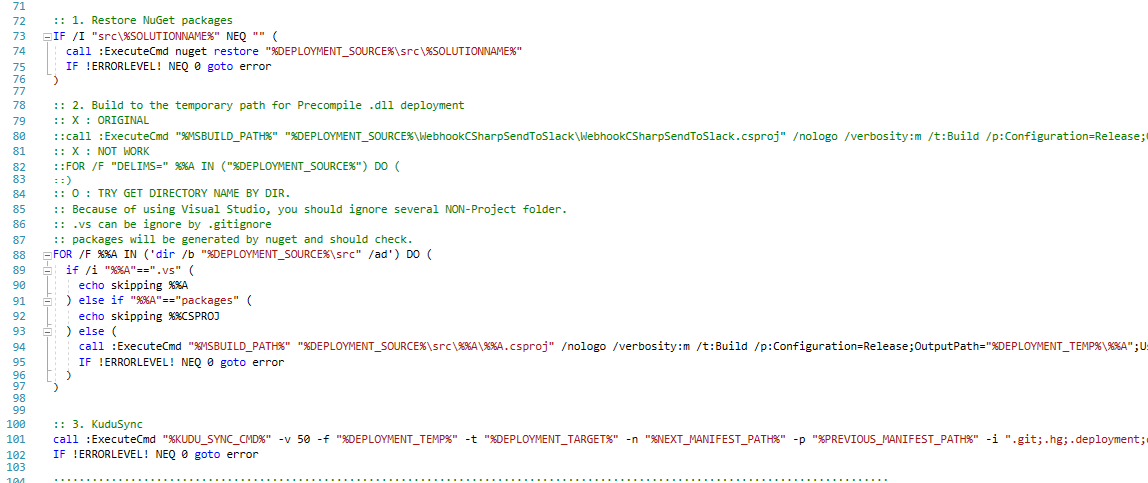 71
72 :: 1. Restore NuGet packages
73 IF /I "src\%SOLUTIONNAME%" NEQ "" (
74 call :ExecuteCmd nuget restore "%DEPLOYMENT_SOURCE%\src\%SOLUTIONNAME%"
75 IF !ERRORLEVEL! NEQ 0 goto error
76 )
77
78 :: 2. Build to the temporary path for Precompile .dll deployment
79 :: X : ORIGINAL
80 ::call :ExecuteCmd "%MSBUILD_PATH%" "%DEPLOYMENT_SOURCE%\WebhookCSharpSendToSlack\WebhookCSharpSendToSlack.csproj" /nologo /verbosity:m /t:Build /p:Configuration=Release;
81 :: X : NOT WORK
82 ::FOR /F "DELIMS=" %%A IN ("%DEPLOYMENT_SOURCE%") DO (
83 ::)
84 :: O : TRY GET DIRECTORY NAME BY DIR.
85 :: Because of using Visual Studio, you should ignore several NON-Project folder.
86 :: .vs can be ignore by .gitignore
87 :: packages will be generated by nuget and should check.
88 FOR /F %%A IN ('dir /b "%DEPLOYMENT_SOURCE%\src" /ad') DO (
89 if /i "%%A"==".vs" (
90 echo skipping %%A
91 ) else if "%%A"=="packages" (
92 echo skipping %%CSPROJ
93 ) else (
94 call :ExecuteCmd "%MSBUILD_PATH%" "%DEPLOYMENT_SOURCE%\src\%%A\%%A.csproj" /nologo /verbosity:m /t:Build /p:Configuration=Release;OutputPath="%DEPLOYMENT_TEMP%\%%A";U
95 IF !ERRORLEVEL! NEQ 0 goto error
96 )
97 )
98
99
100 :: 3. KuduSync
101 call :ExecuteCmd "%KUDU_SYNC_CMD%" -v 50 -f "%DEPLOYMENT_TEMP%" -t "%DEPLOYMENT_TARGET%" -n "%NEXT_MANIFEST_PATH%" -p "%PREVIOUS_MANIFEST_PATH%" -i ".git;.hg;.deployment;
102 IF !ERRORLEVEL! NEQ 0 goto error
103
104